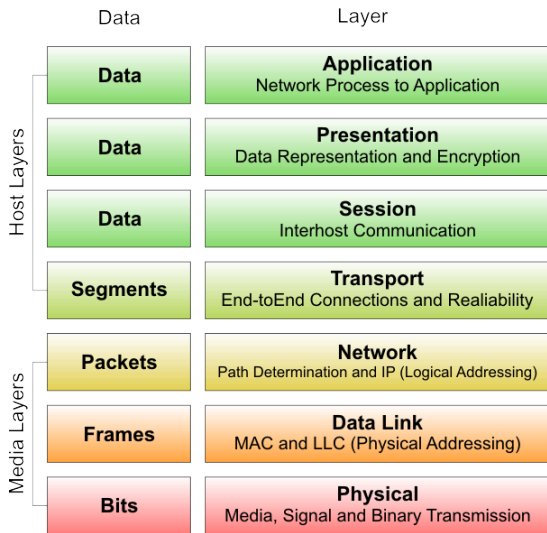 Data
Layer
Host Layers
Data
Application
Network Process to Application
Data
Presentation
Data Representation and Encryption
Data
Session
Interhost Communication
Segments
Transport
End-toEnd Connections and Realiability
Media Layers
Packets
Network
Path Determination and IP (Logical Addressing)
Frames
Data Link
MAC and LLC (Physical Addressing)
Bits
Physical
Media, Signal and Binary Transmission